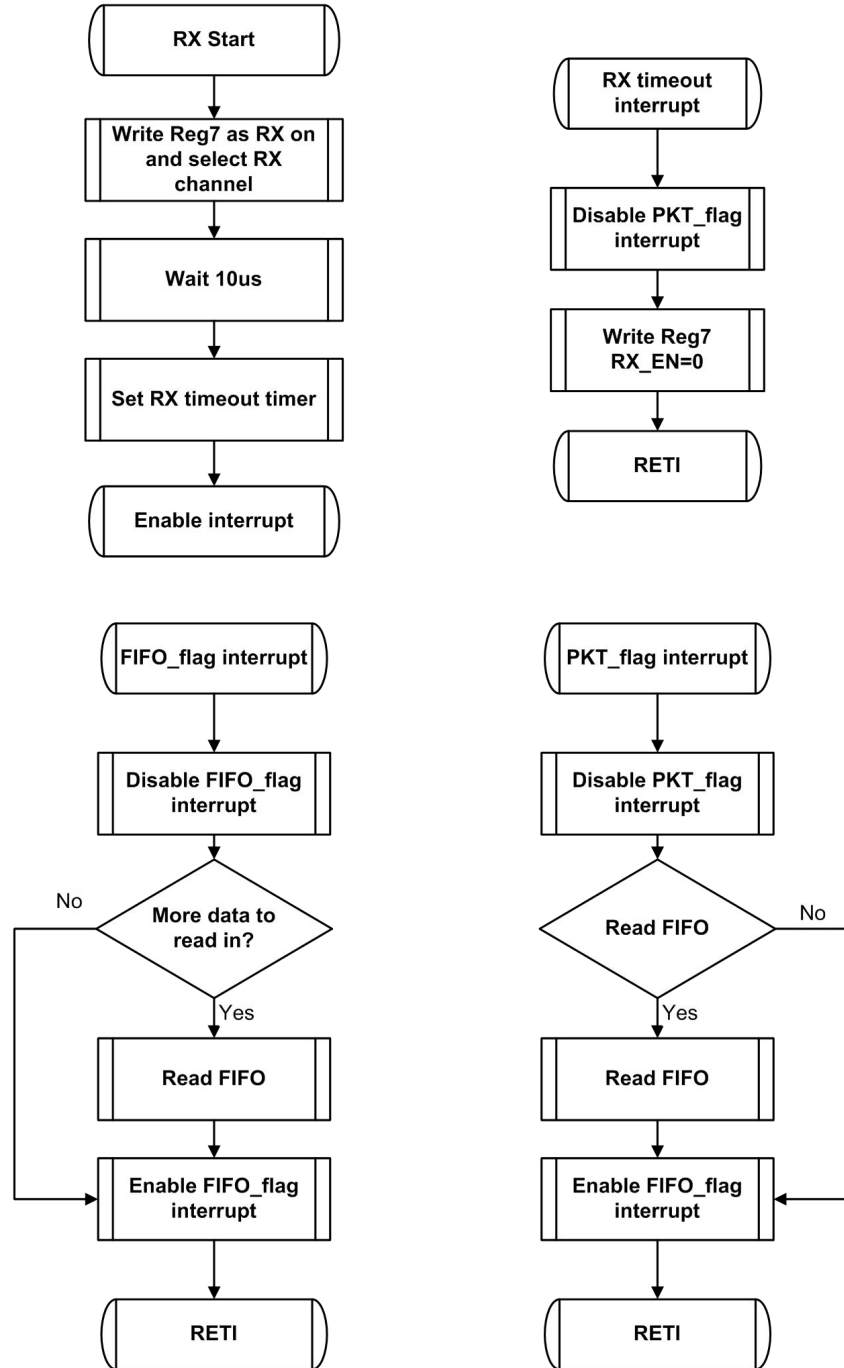 RX Start
Write Reg7 as RX on
and select RX
channel
Wait 10us
Set RX timeout timer
Enable interrupt
RX timeout
interrupt
Disable PKT_flag
interrupt
Write Reg7
RX_EN=0
RETI
FIFO_flag interrupt
Disable FIFO_flag
interrupt
No
More data to
read in?
Yes
Read FIFO
Enable FIFO_flag
interrupt
RETI
PKT_flag interrupt
Disable PKT_flag
interrupt
Read FIFO
No
Yes
Read FIFO
Enable FIFO_flag
interrupt
RETI